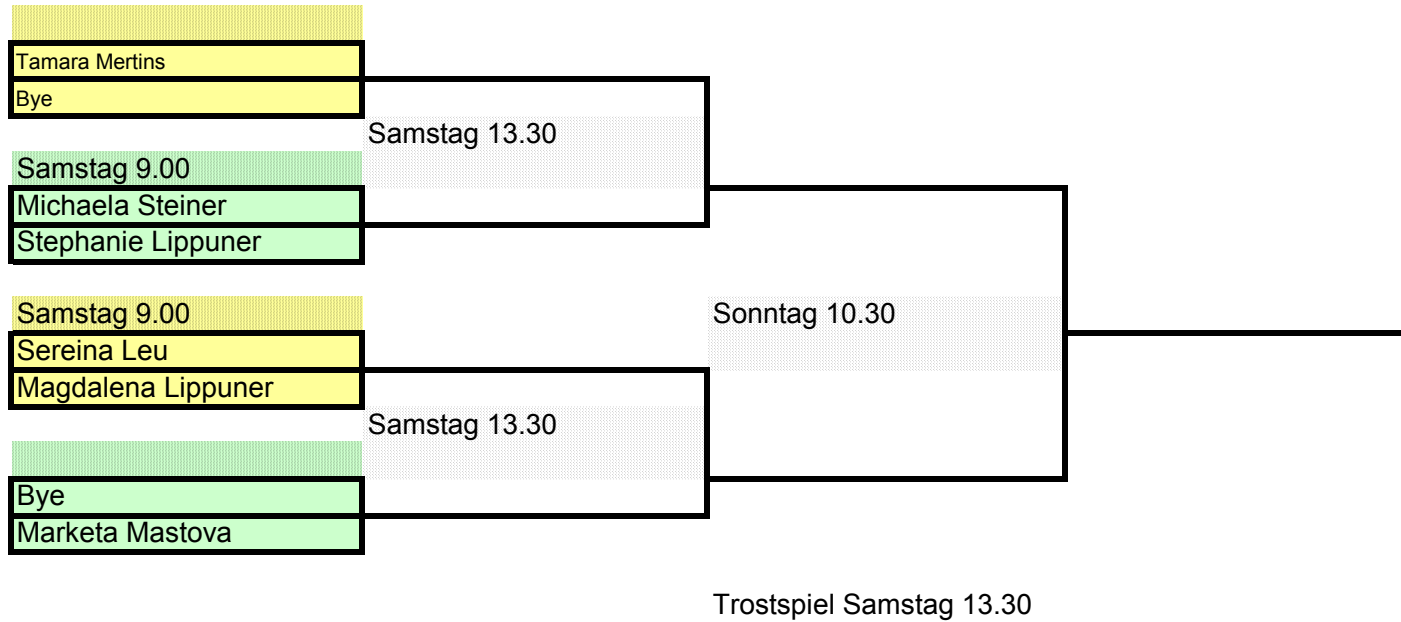 Tamara Mertins
Bye
Samstag 13.30
Samstag 9.00
Michaela Steiner
Stephanie Lippuner
Samstag 9.00
Sonntag 10.30
Sereina Leu
Magdalena Lippuner
Samstag 13.30
Bye
Marketa Mastova
Trostspiel Samstag 13.30